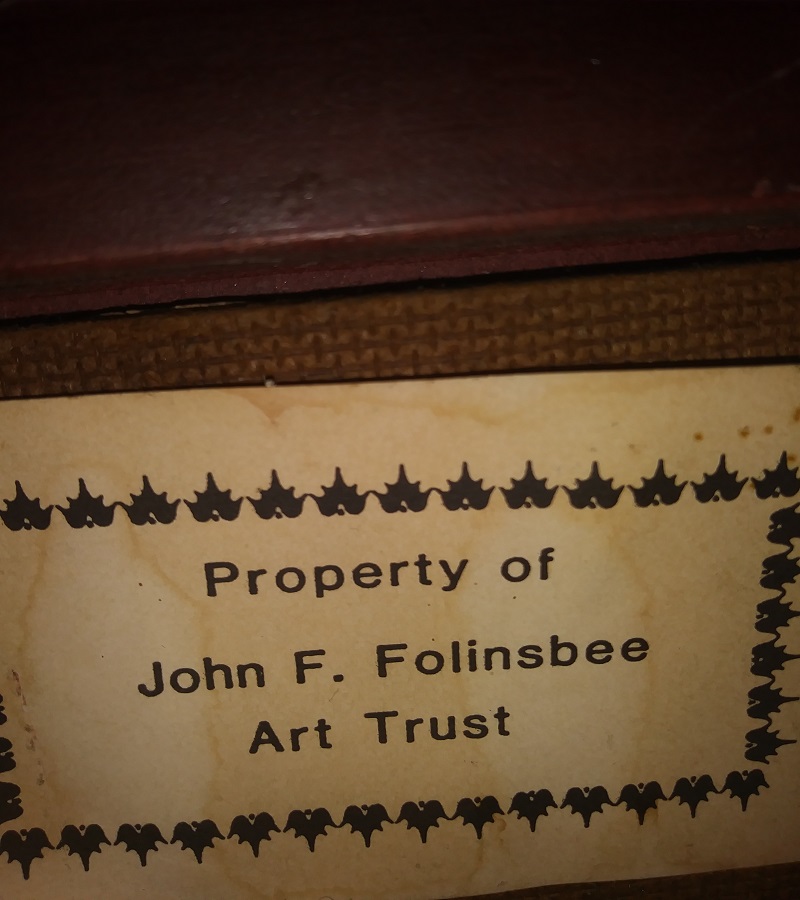 Property of
John F. Folinsbee
Art Trust